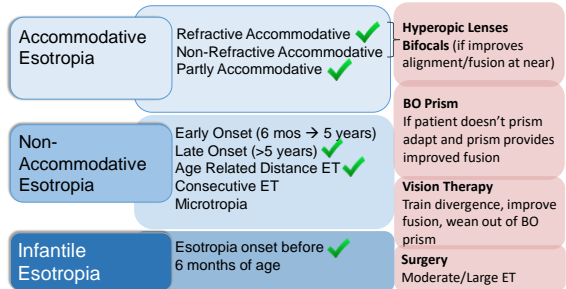 Accommodative
Esotropia
Refractive Accommodative
Non-Refractive Accommodative
Partly Accommodative
Hyperopic Lenses
Bifocals (if improves
alignment/fusion at near)
BO Prism
If patient doesn't prism
adapt and prism provides
improved fusion
Non-
Accommodative
Esotropia
Early Onset (6 mos → 5 years)
Late Onset (>5 years)
Age Related Distance ET
Consecutive ET
Microtropia
Vision Therapy
Train divergence, improve
fusion, wean out of BO
prism
Infantile
Esotropia
Esotropia onset before
6 months of age
Surgery
Moderate/Large ET